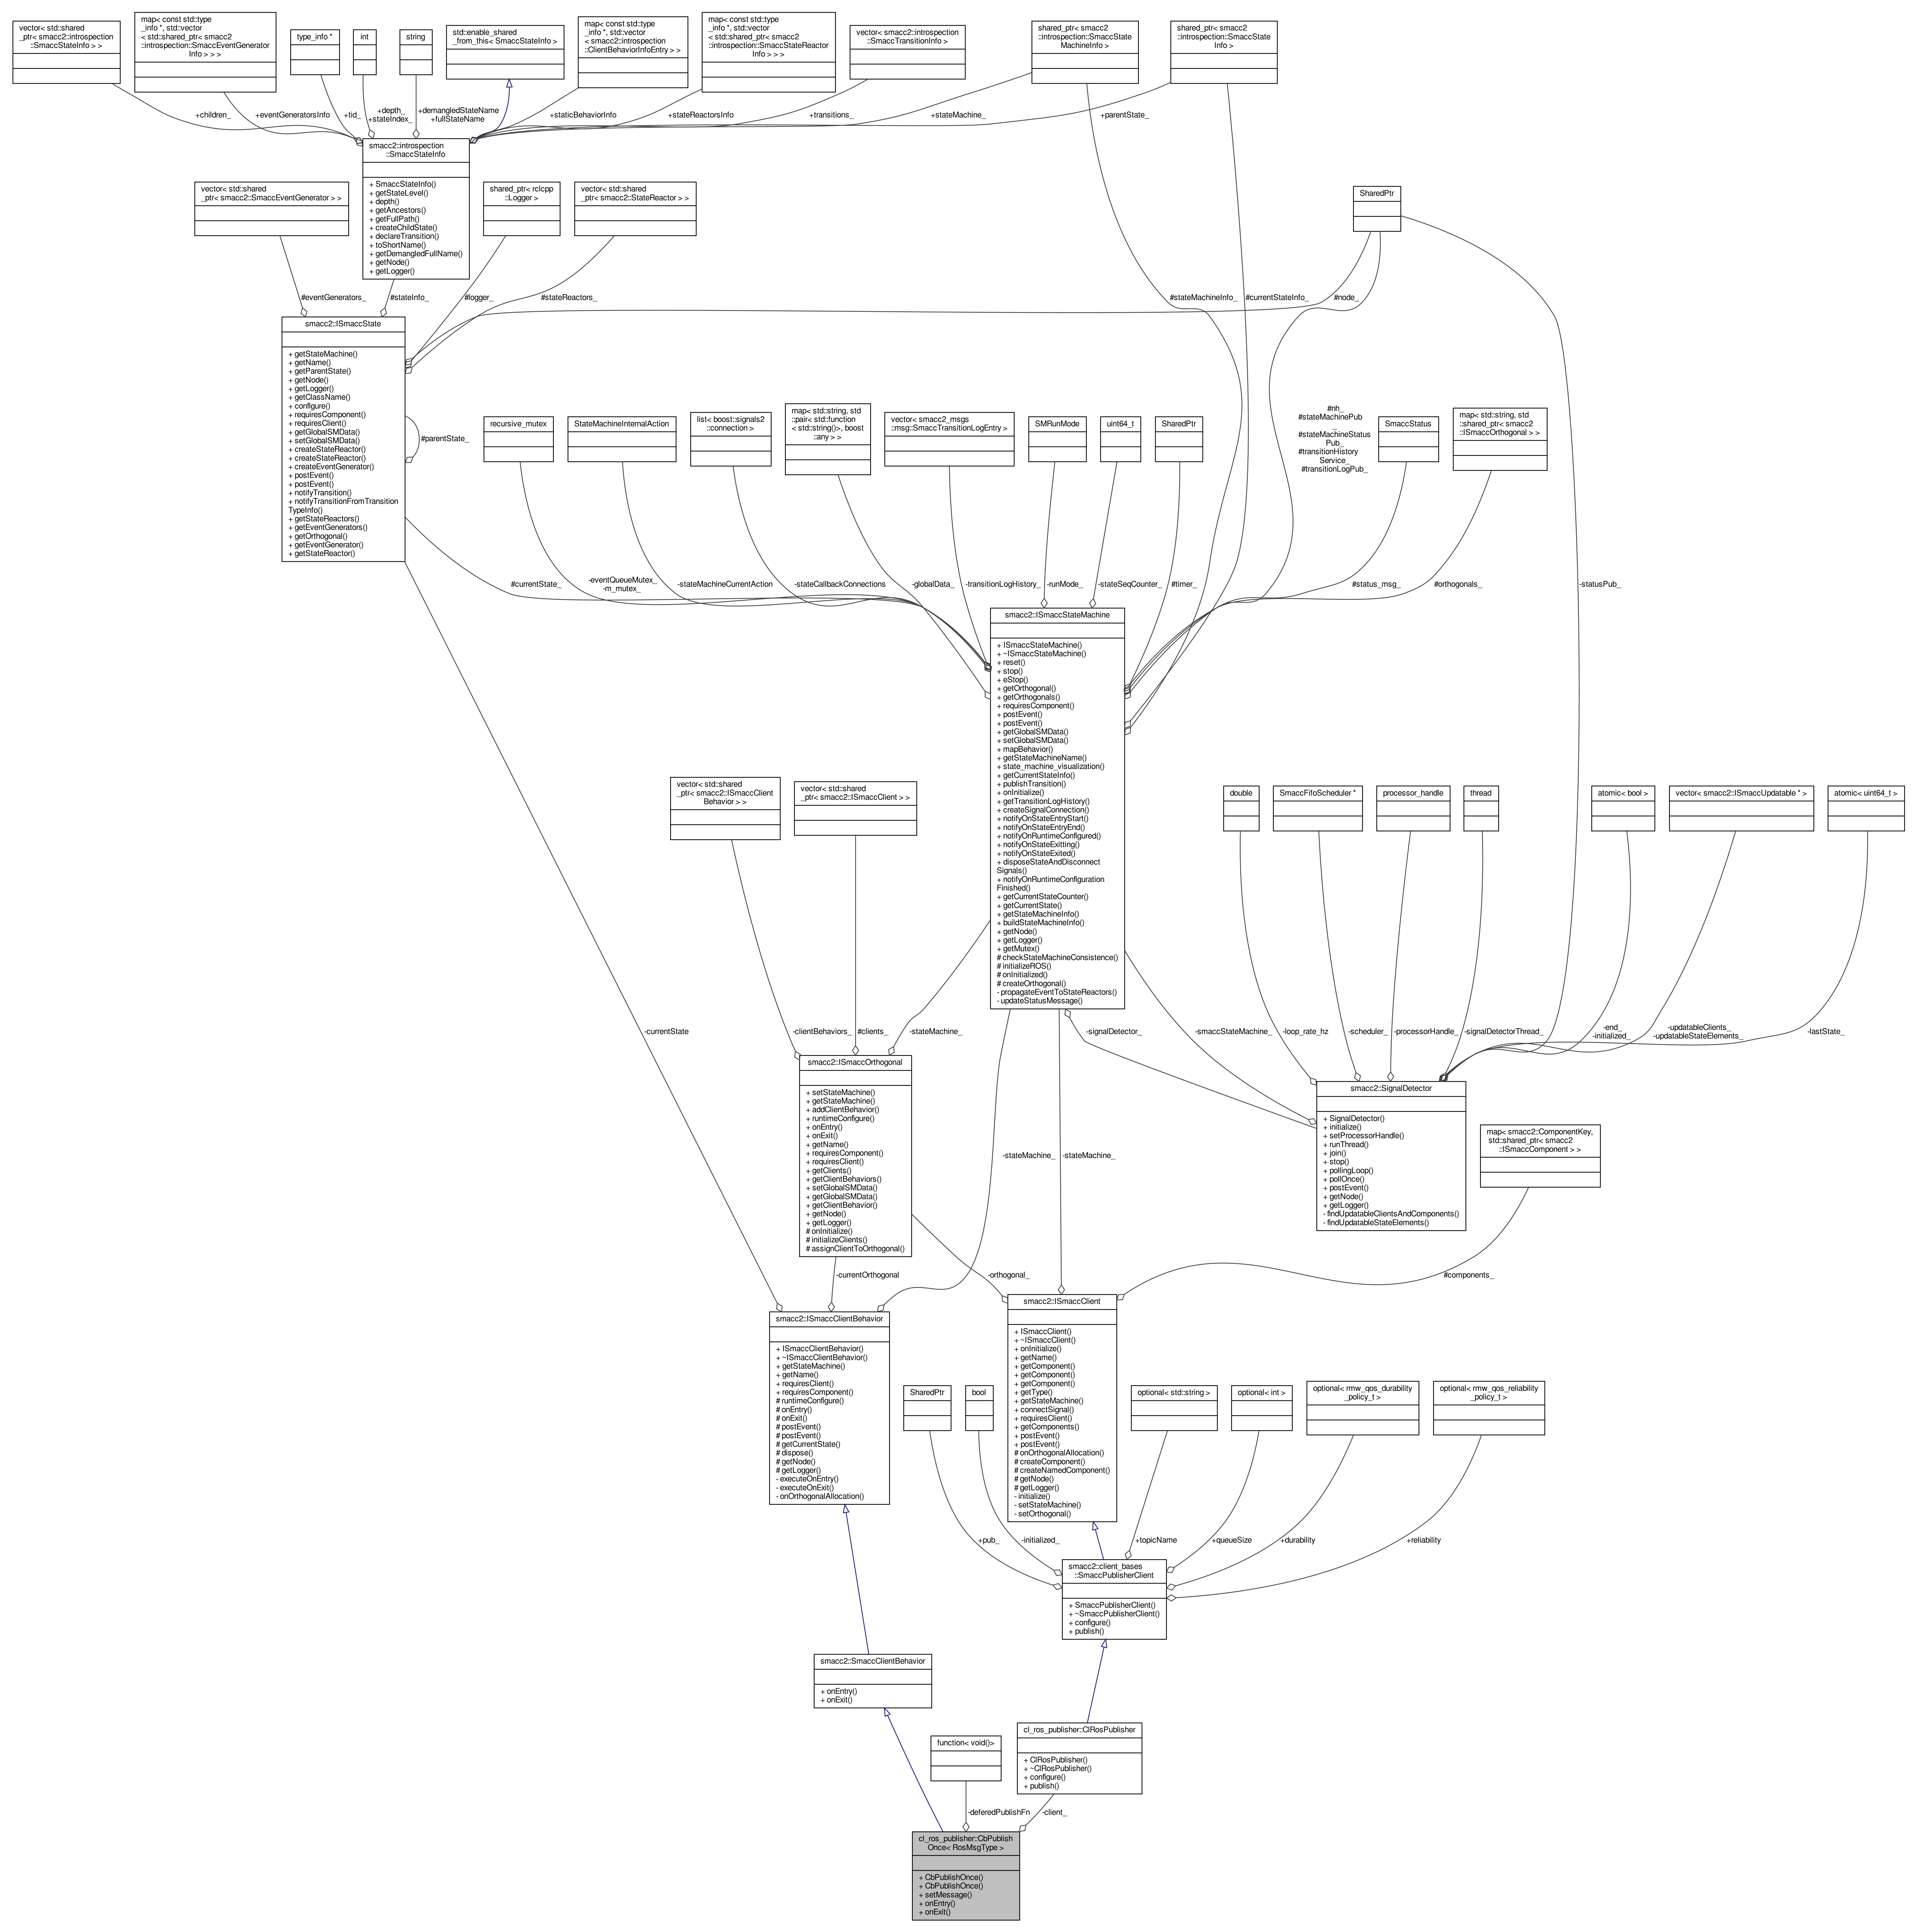 vector< std::shared
_ptr< smacc2::introspection
::SmaccStateInfo > >
map< const std::type
_info *, std::vector
< std::shared_ptr< smacc2
::introspection::SmaccEventGenerator
Info > > >
type_info *
int
string
std::enable_shared
_from_this< SmaccStateInfo >
map< const std::type
_info *, std::vector
< smacc2::introspection
::ClientBehaviorInfoEntry > >
map< const std::type
_info *, std::vector
< std::shared_ptr< smacc2
::introspection::SmaccStateReactor
Info > > >
vector< smacc2::introspection
::SmaccTransitionInfo >
shared_ptr< smacc2
::introspection::SmaccState
MachineInfo >
shared_ptr< smacc2
::introspection::SmaccState
Info >
+children_
+eventGeneratorsInfo
+tid_
+depth_
+stateIndex_
+demangledStateName
+fullStateName
+staticBehaviorInfo
+stateReactorsInfo
+transitions_
+stateMachine_
+parentState_
smacc2::introspection
::SmaccStateInfo
+ SmaccStateInfo()
+ getStateLevel()
+ depth()
+ getAncestors()
+ getFullPath()
+ createChildState()
+ declareTransition()
+ toShortName()
+ getDemangledFullName()
+ getNode()
+ getLogger()
vector< std::shared
_ptr< smacc2::SmaccEventGenerator > >
shared_ptr< rclcpp
::Logger >
vector< std::shared
_ptr< smacc2::StateReactor > >
SharedPtr
#eventGenerators_
#stateInfo_
#logger_
#stateReactors_
#stateMachineInfo_
#currentStateInfo_
#node_
smacc2::ISmaccState
+ getStateMachine()
+ getName()
+ getParentState()
+ getNode()
+ getLogger()
+ getClassName()
+ configure()
+ requiresComponent()
+ requiresClient()
+ getGlobalSMData()
+ setGlobalSMData()
+ createStateReactor()
+ createStateReactor()
+ createEventGenerator()
+ postEvent()
+ postEvent()
+ notifyTransition()
+ notifyTransitionFromTransition
TypeInfo()
+ getStateReactors()
+ getEventGenerators()
+ getOrthogonal()
+ getEventGenerator()
+ getStateReactor()
#parentState_
recursive_mutex
StateMachineInternalAction
list< boost::signals2
::connection >
map< std::string, std
::pair< std::function
< std::string()>, boost
::any > >
vector< smacc2_msgs
::msg::SmaccTransitionLogEntry >
SMRunMode
uint64_t
SharedPtr
#nh_
#stateMachinePub
_
#stateMachineStatus
Pub_
#transitionHistory
Service_
#transitionLogPub_
SmaccStatus
map< std::string, std
::shared_ptr< smacc2
::ISmaccOrthogonal > >
#currentState_
-eventQueueMutex_
-m_mutex_
-stateMachineCurrentAction
-stateCallbackConnections
-globalData_
-transitionLogHistory_
-runMode_
-stateSeqCounter_
#timer_
#status_msg_
#orthogonals_
-statusPub_
smacc2::ISmaccStateMachine
+ ISmaccStateMachine()
+ ~ISmaccStateMachine()
+ reset()
+ stop()
+ eStop()
+ getOrthogonal()
+ getOrthogonals()
+ requiresComponent()
+ postEvent()
+ postEvent()
+ getGlobalSMData()
+ setGlobalSMData()
+ mapBehavior()
+ getStateMachineName()
+ state_machine_visualization()
+ getCurrentStateInfo()
+ publishTransition()
+ onInitialize()
+ getTransitionLogHistory()
+ createSignalConnection()
+ notifyOnStateEntryStart()
+ notifyOnStateEntryEnd()
+ notifyOnRuntimeConfigured()
+ notifyOnStateExitting()
+ notifyOnStateExited()
+ disposeStateAndDisconnect
Signals()
+ notifyOnRuntimeConfiguration
Finished()
+ getCurrentStateCounter()
+ getCurrentState()
+ getStateMachineInfo()
+ buildStateMachineInfo()
+ getNode()
+ getLogger()
+ getMutex()
# checkStateMachineConsistence()
# initializeROS()
# onInitialized()
# createOrthogonal()
- propagateEventToStateReactors()
- updateStatusMessage()
vector< std::shared
_ptr< smacc2::ISmaccClient
Behavior > >
vector< std::shared
_ptr< smacc2::ISmaccClient > >
double
SmaccFifoScheduler *
processor_handle
thread
atomic< bool >
vector< smacc2::ISmaccUpdatable * >
atomic< uint64_t >
-currentState
-clientBehaviors_
#clients_
-stateMachine_
-signalDetector_
-smaccStateMachine_
-loop_rate_hz
-scheduler_
-processorHandle_
-signalDetectorThread_
-end_
-initialized_
-updatableClients_
-updatableStateElements_
-lastState_
smacc2::ISmaccOrthogonal
+ setStateMachine()
+ getStateMachine()
+ addClientBehavior()
+ runtimeConfigure()
+ onEntry()
+ onExit()
+ getName()
+ requiresComponent()
+ requiresClient()
+ getClients()
+ getClientBehaviors()
+ setGlobalSMData()
+ getGlobalSMData()
+ getClientBehavior()
+ getNode()
+ getLogger()
# onInitialize()
# initializeClients()
# assignClientToOrthogonal()
smacc2::SignalDetector
+ SignalDetector()
+ initialize()
+ setProcessorHandle()
+ runThread()
+ join()
+ stop()
+ pollingLoop()
+ pollOnce()
+ postEvent()
+ getNode()
+ getLogger()
- findUpdatableClientsAndComponents()
- findUpdatableStateElements()
map< smacc2::ComponentKey,
std::shared_ptr< smacc2
::ISmaccComponent > >
-stateMachine_
-stateMachine_
-currentOrthogonal
-orthogonal_
#components_
smacc2::ISmaccClientBehavior
+ ISmaccClientBehavior()
+ ~ISmaccClientBehavior()
+ getStateMachine()
+ getName()
+ requiresClient()
+ requiresComponent()
# runtimeConfigure()
# onEntry()
# onExit()
# postEvent()
# postEvent()
# getCurrentState()
# dispose()
# getNode()
# getLogger()
- executeOnEntry()
- executeOnExit()
- onOrthogonalAllocation()
smacc2::ISmaccClient
+ ISmaccClient()
+ ~ISmaccClient()
+ onInitialize()
+ getName()
+ getComponent()
+ getComponent()
+ getComponent()
+ getType()
+ getStateMachine()
+ connectSignal()
+ requiresClient()
+ getComponents()
+ postEvent()
+ postEvent()
# onOrthogonalAllocation()
# createComponent()
# createNamedComponent()
# getNode()
# getLogger()
- initialize()
- setStateMachine()
- setOrthogonal()
SharedPtr
bool
optional< std::string >
optional< int >
optional< rmw_qos_durability
_policy_t >
optional< rmw_qos_reliability
_policy_t >
+pub_
-initialized_
+topicName
+queueSize
+durability
+reliability
smacc2::client_bases
::SmaccPublisherClient
+ SmaccPublisherClient()
+ ~SmaccPublisherClient()
+ configure()
+ publish()
smacc2::SmaccClientBehavior
+ onEntry()
+ onExit()
function< void()>
cl_ros_publisher::ClRosPublisher
+ ClRosPublisher()
+ ~ClRosPublisher()
+ configure()
+ publish()
-deferedPublishFn
-client_
cl_ros_publisher::CbPublish
Once< RosMsgType >
+ CbPublishOnce()
+ CbPublishOnce()
+ setMessage()
+ onEntry()
+ onExit()